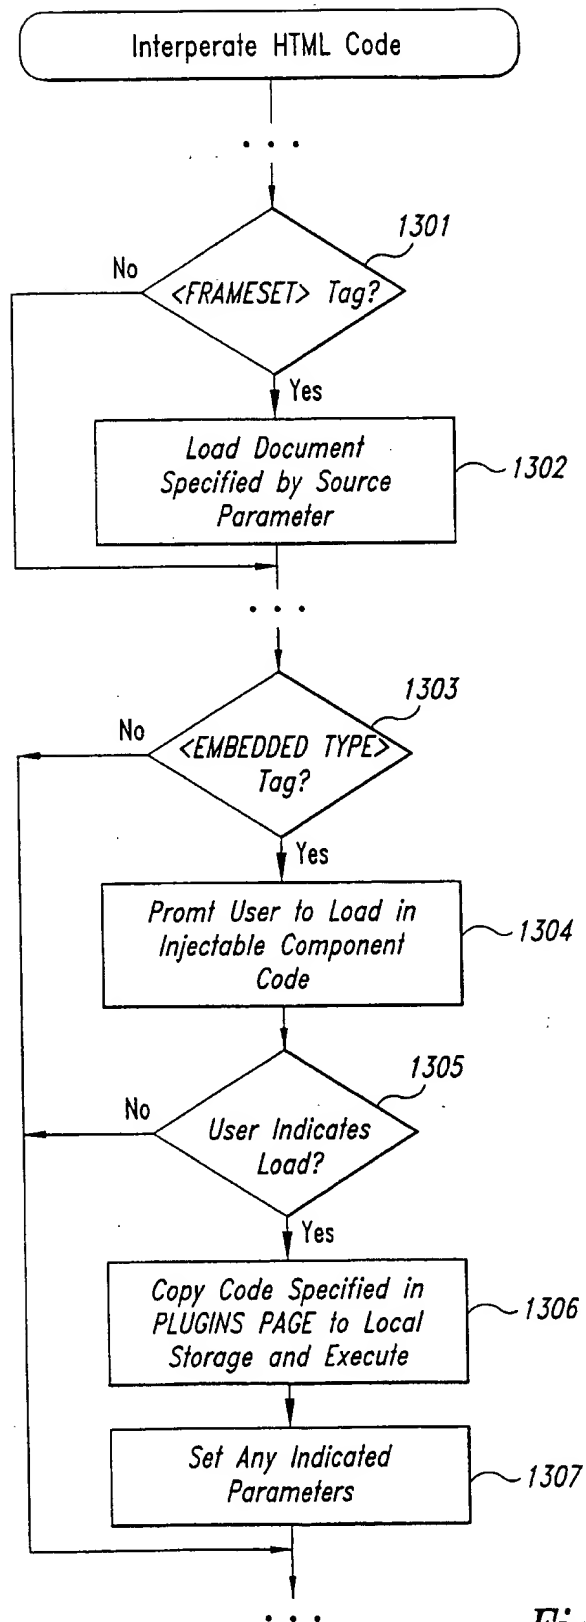 Interperate HTML Code
. . .
1301
No
<FRAMESET> Tag?
Yes
Load Document
Specified by Source
Parameter
1302
. . .
1303
No
<EMBEDDED TYPE>
Tag?
Yes
Promt User to Load in
Injectable Component
Code
1304
1305
No
User Indicates
Load?
Yes
Copy Code Specified in
PLUGINS PAGE to Local
Storage and Execute
1306
Set Any Indicated
Parameters
1307
. . .